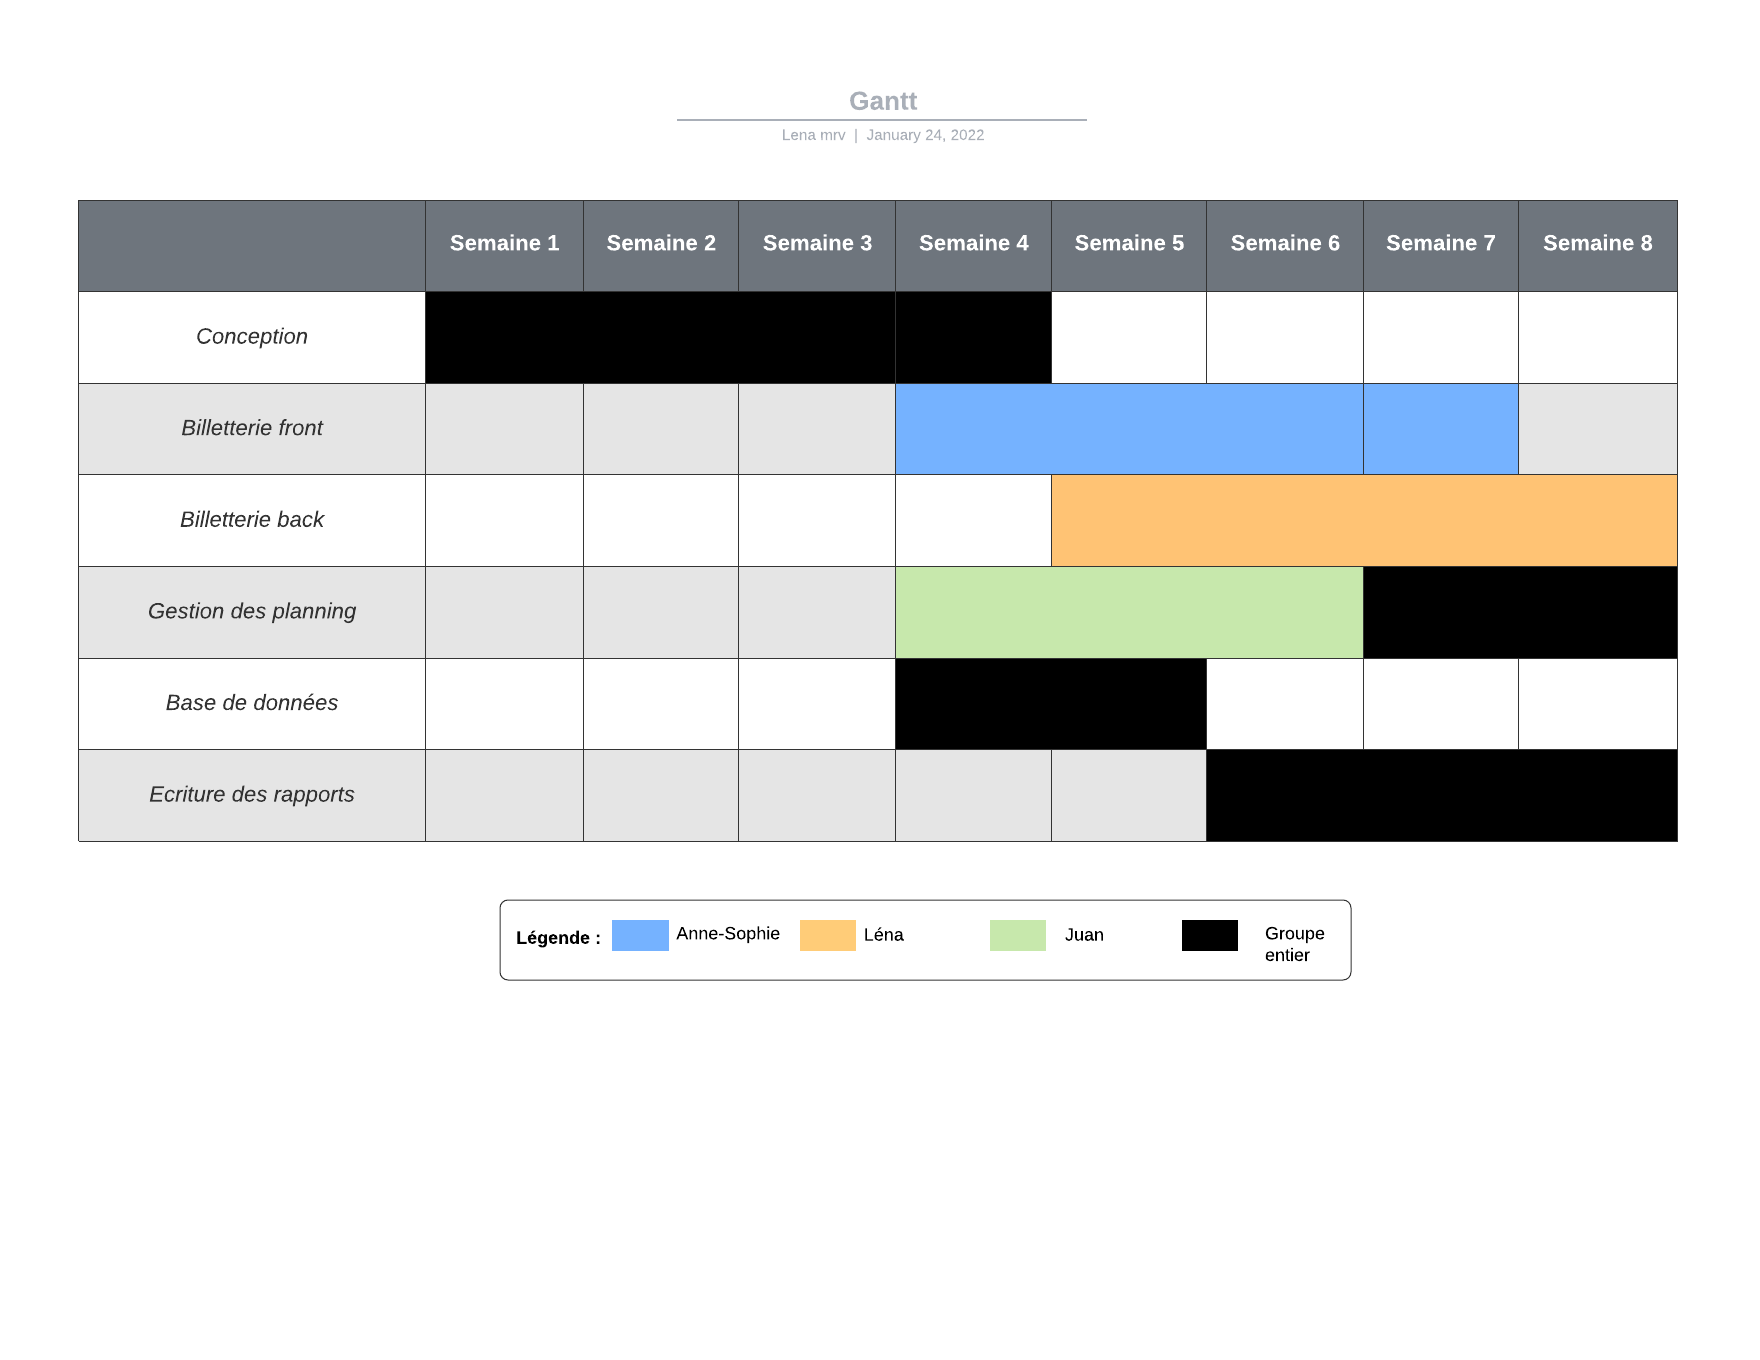 Gantt
Lena mrv | January 24, 2022
Semaine 1 Semaine 2 Semaine 3 Semaine 4 Semaine 5 Semaine 6 Semaine 7 Semaine 8
Conception
Billetterie front
Billetterie back
Gestion des planning
Base de données
Ecriture des rapports
Légende : Anne-Sophie Léna Juan Groupe
entier